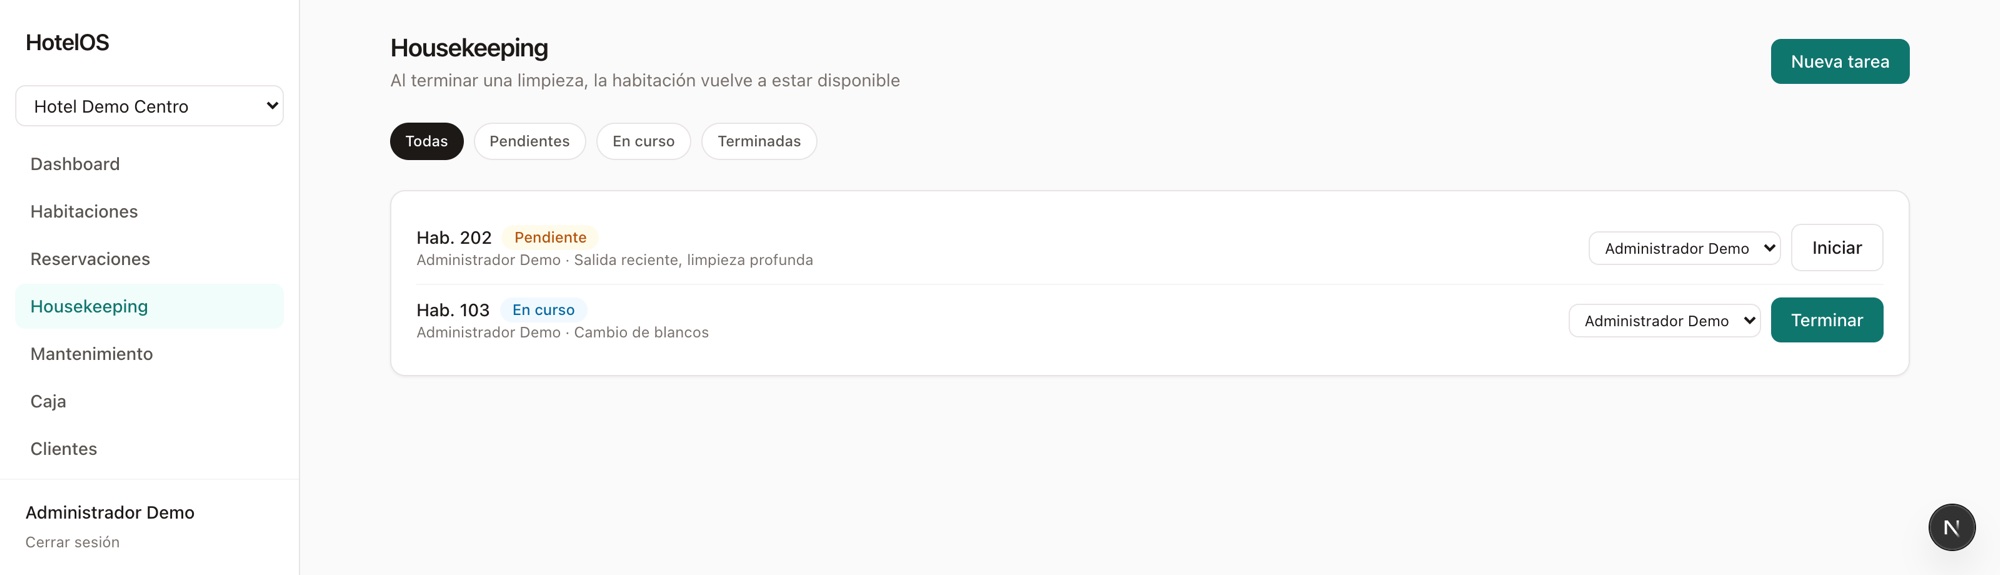 HotelOS
Hotel Demo Centro
Dashboard
Habitaciones
Reservaciones
Housekeeping
Mantenimiento
Caja
Clientes
Administrador Demo
Cerrar sesión
Housekeeping
Al terminar una limpieza, la habitación vuelve a estar disponible
Nueva tarea
Todas Pendientes En curso Terminadas
Hab. 202 Pendiente
Administrador Demo · Salida reciente, limpieza profunda
Administrador Demo Iniciar
Hab. 103 En curso
Administrador Demo · Cambio de blancos
Administrador Demo Terminar
N